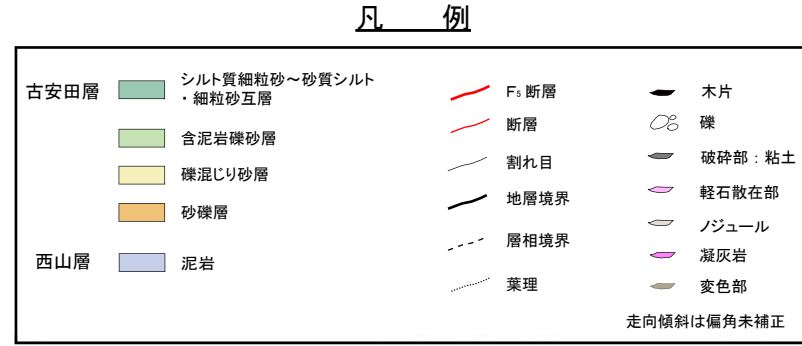 凡 例
古安田層
シルト質細粒砂～砂質シルト
・細粒砂互層
含泥岩礫砂層
礫混じり砂層
砂礫層
西山層
泥岩
F₅ 断層
断層
割れ目
地層境界
層相境界
葉理
木片
礫
破砕部：粘土
軽石散在部
ノジュール
凝灰岩
変色部
走向傾斜は偏角未補正